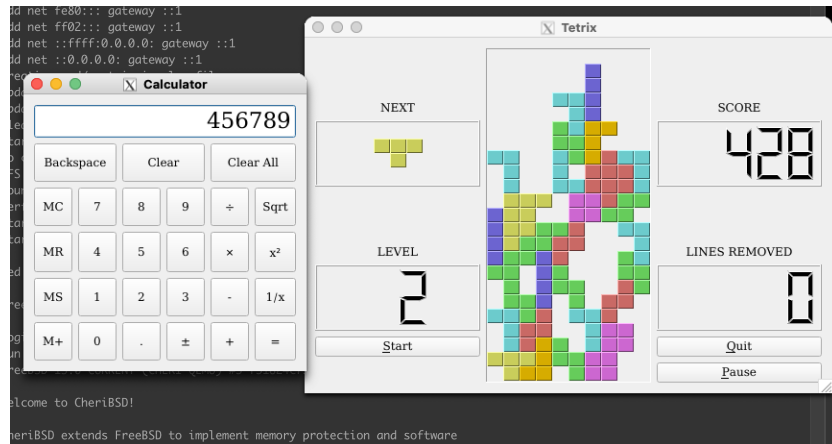 dd net fe80::: gateway ::1
dd net ff02::: gateway ::1
dd net ::ffff:0.0.0.0: gateway ::1
dd net ::0.0.0.0: gateway ::1
Tetrix
Calculator
456789
Backspace Clear Clear All
MC 7 8 9 ÷ Sqrt
MR 4 5 6 × x²
MS 1 2 3 - 1/x
M+ 0 . ± + =
NEXT
LEVEL
2
Start
SCORE
428
LINES REMOVED
0
Quit
Pause
elcome to CheriBSD!
heriBSD extends FreeBSD to implement memory protection and software